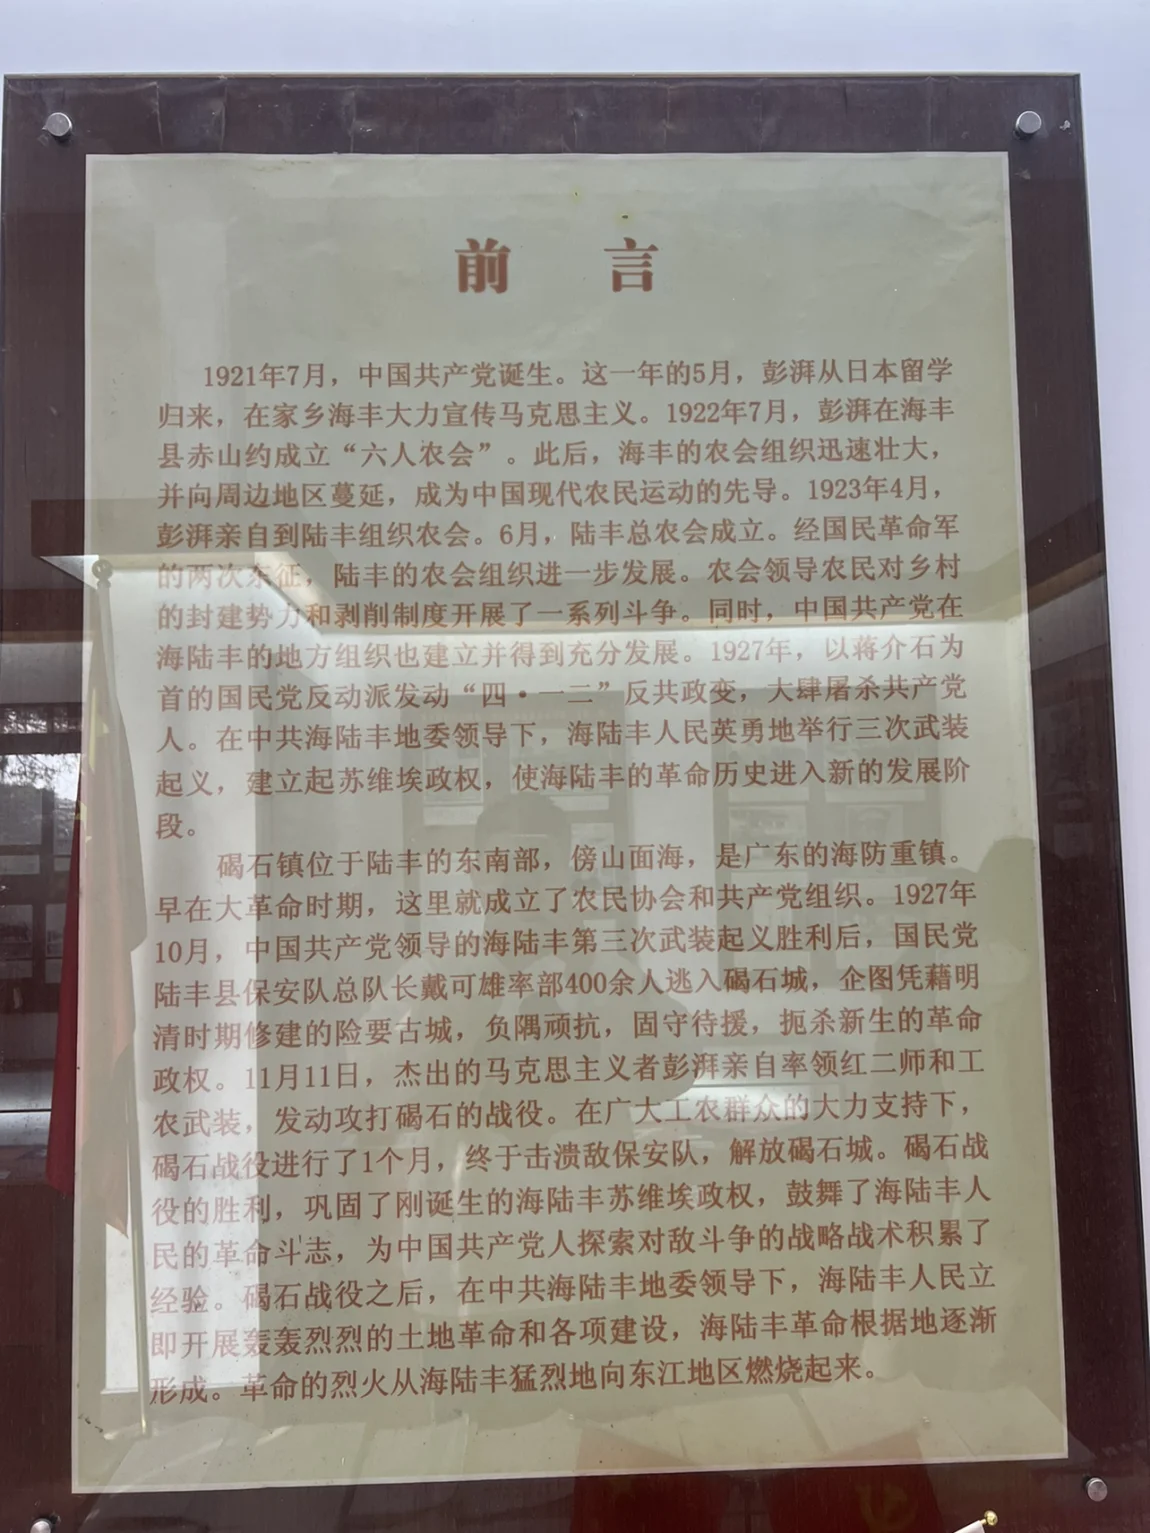 前 言
1921年7月，中国共产党诞生。这一年的5月，彭湃从日本留学
归来，在家乡海丰大力宣传马克思主义。1922年7月，彭湃在海丰
县赤山约成立“六人农会”。此后，海丰的农会组织迅速壮大，
并向周边地区蔓延，成为中国现代农民运动的先导。1923年4月，
彭湃亲自到陆丰组织农会。6月，陆丰总农会成立。经国民革命军
的两次东征，陆丰的农会组织进一步发展。农会领导农民对乡村
的封建势力和剥削制度开展了一系列斗争。同时，中国共产党在
海陆丰的地方组织也建立并得到充分发展。1927年，以蒋介石为
首的国民党反动派发动“四·一二”反共政变，大肆屠杀共产党
人。在中共海陆丰地委领导下，海陆丰人民英勇地举行三次武装
起义，建立起苏维埃政权，使海陆丰的革命历史进入新的发展阶
段。
碣石镇位于陆丰的东南部，傍山面海，是广东的海防重镇。
早在大革命时期，这里就成立了农民协会和共产党组织。1927年
10月，中国共产党领导的海陆丰第三次武装起义胜利后，国民党
陆丰县保安队总队长戴可雄率部400余人逃入碣石城，企图凭藉明
清时期修建的险要古城，负隅顽抗，固守待援，扼杀新生的革命
政权。11月11日，杰出的马克思主义者彭湃亲自率领红二师和工
农武装，发动攻打碣石的战役。在广大工农群众的大力支持下，
碣石战役进行了1个月，终于击溃敌保安队，解放碣石城。碣石战
役的胜利，巩固了刚诞生的海陆丰苏维埃政权，鼓舞了海陆丰人
民的革命斗志，为中国共产党人探索对敌斗争的战略战术积累了
经验。碣石战役之后，在中共海陆丰地委领导下，海陆丰人民立
即开展轰轰烈烈的土地革命和各项建设，海陆丰革命根据地逐渐
形成。革命的烈火从海陆丰猛烈地向东江地区燃烧起来。